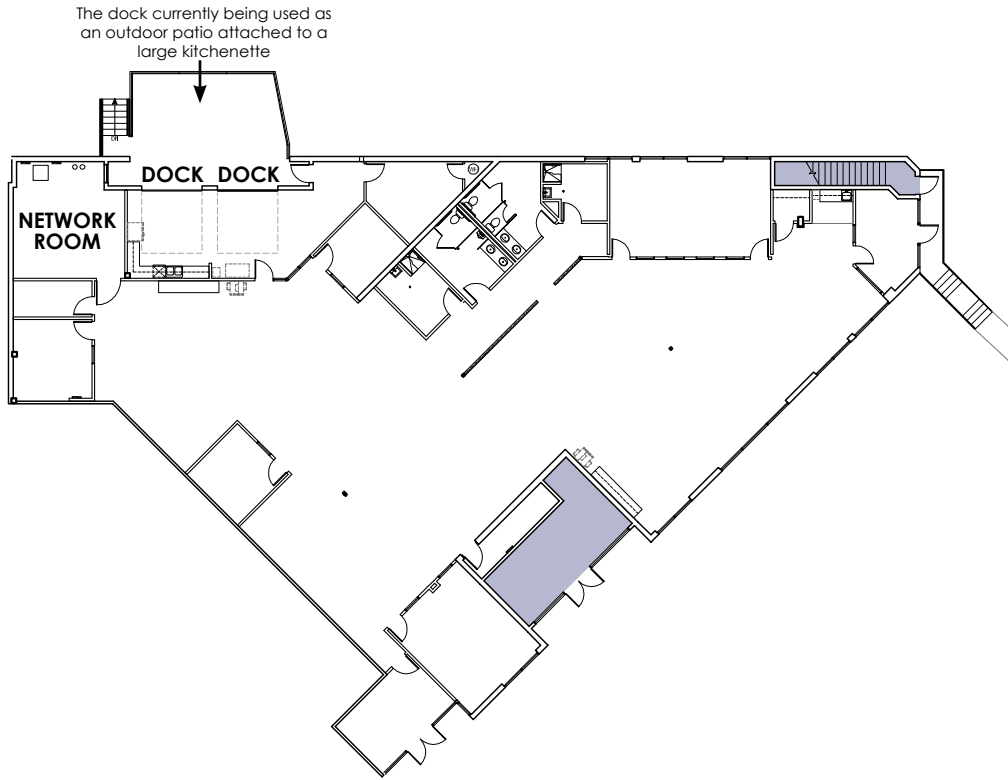 The dock currently being used as
an outdoor patio attached to a
large kitchenette
DOCK DOCK
NETWORK
ROOM